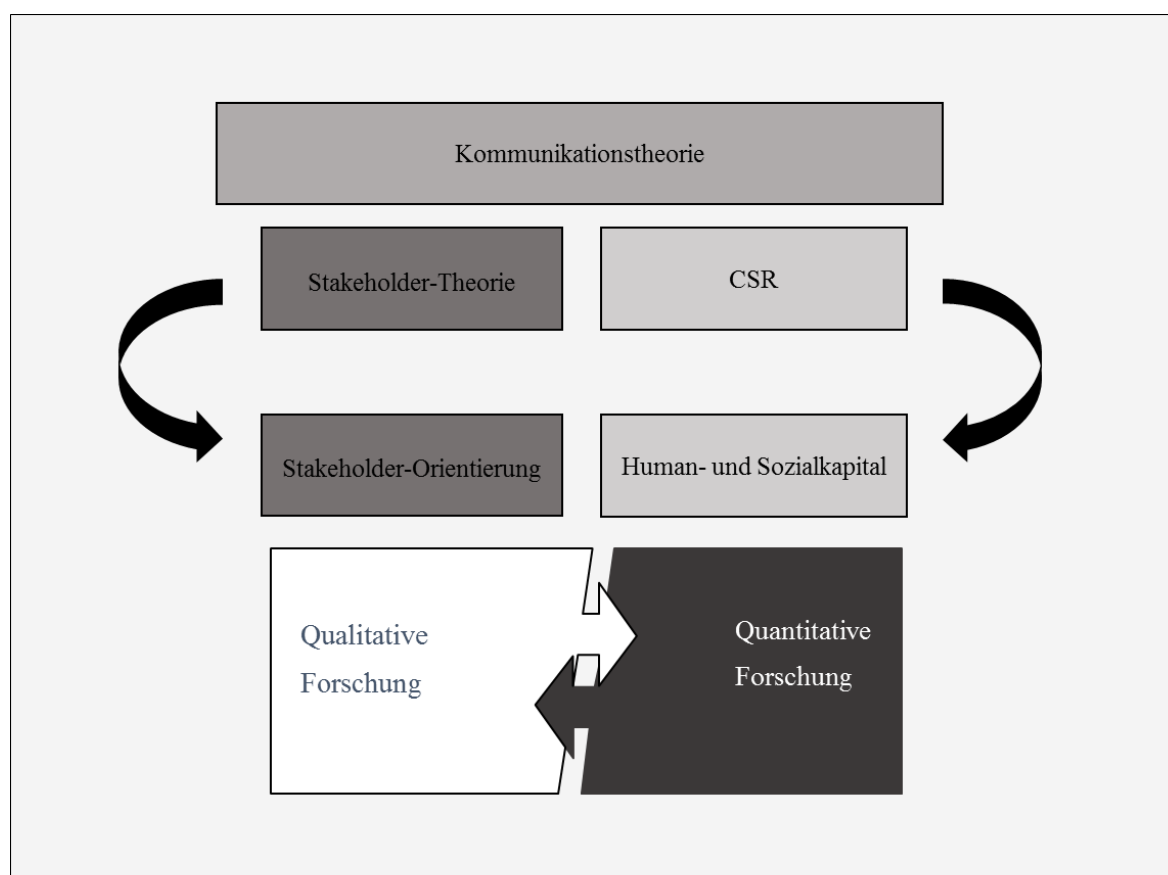 Kommunikationstheorie
Stakeholder-Theorie
CSR
Stakeholder-Orientierung
Human- und Sozialkapital
Qualitative
Forschung
Quantitative
Forschung